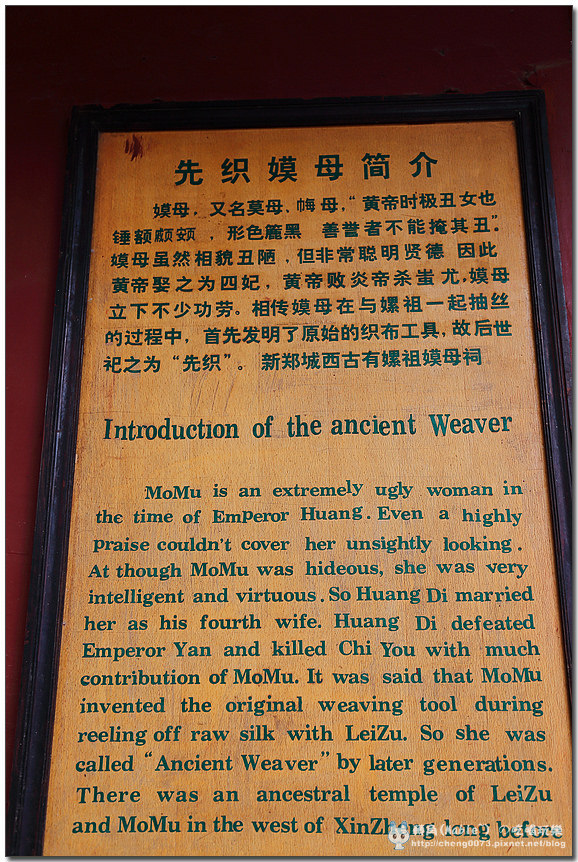 先织嫫母简介
嫫母，又名莫母、𢃾母，“黄帝时极丑女也
锤额颇頞，形色簏黑 善誉者不能掩其丑”。
嫫母虽然相貌丑陋，但非常聪明贤德 因此
黄帝娶之为四妃，黄帝败炎帝杀蚩尤，嫫母
立下不少功劳。相传嫫母在与嫘祖一起抽丝
的过程中，首先发明了原始的织布工具，故后世
祀之为“先织”。新郑城西古有嫘祖嫫母祠
Introduction of the ancient Weaver
MoMu is an extremely ugly woman in
the time of Emperor Huang. Even a highly
Praise couldn't cover her unsightly looking.
At though MoMu was hideous, she was very
intelligent and virtuous. So Huang Di married
her as his fourth wife. Huang Di defeated
Emperor Yan and killed Chi You with much
contribution of MoMu. It was said that MoMu
invented the original weaving tool during
reeling off raw silk with LeiZu. So she was
called “Ancient Weaver” by later generations.
There was an ancestral temple of LeiZu
and MoMu in the west of XinZheng long before
http://cheng0073.pixnet.net/blog